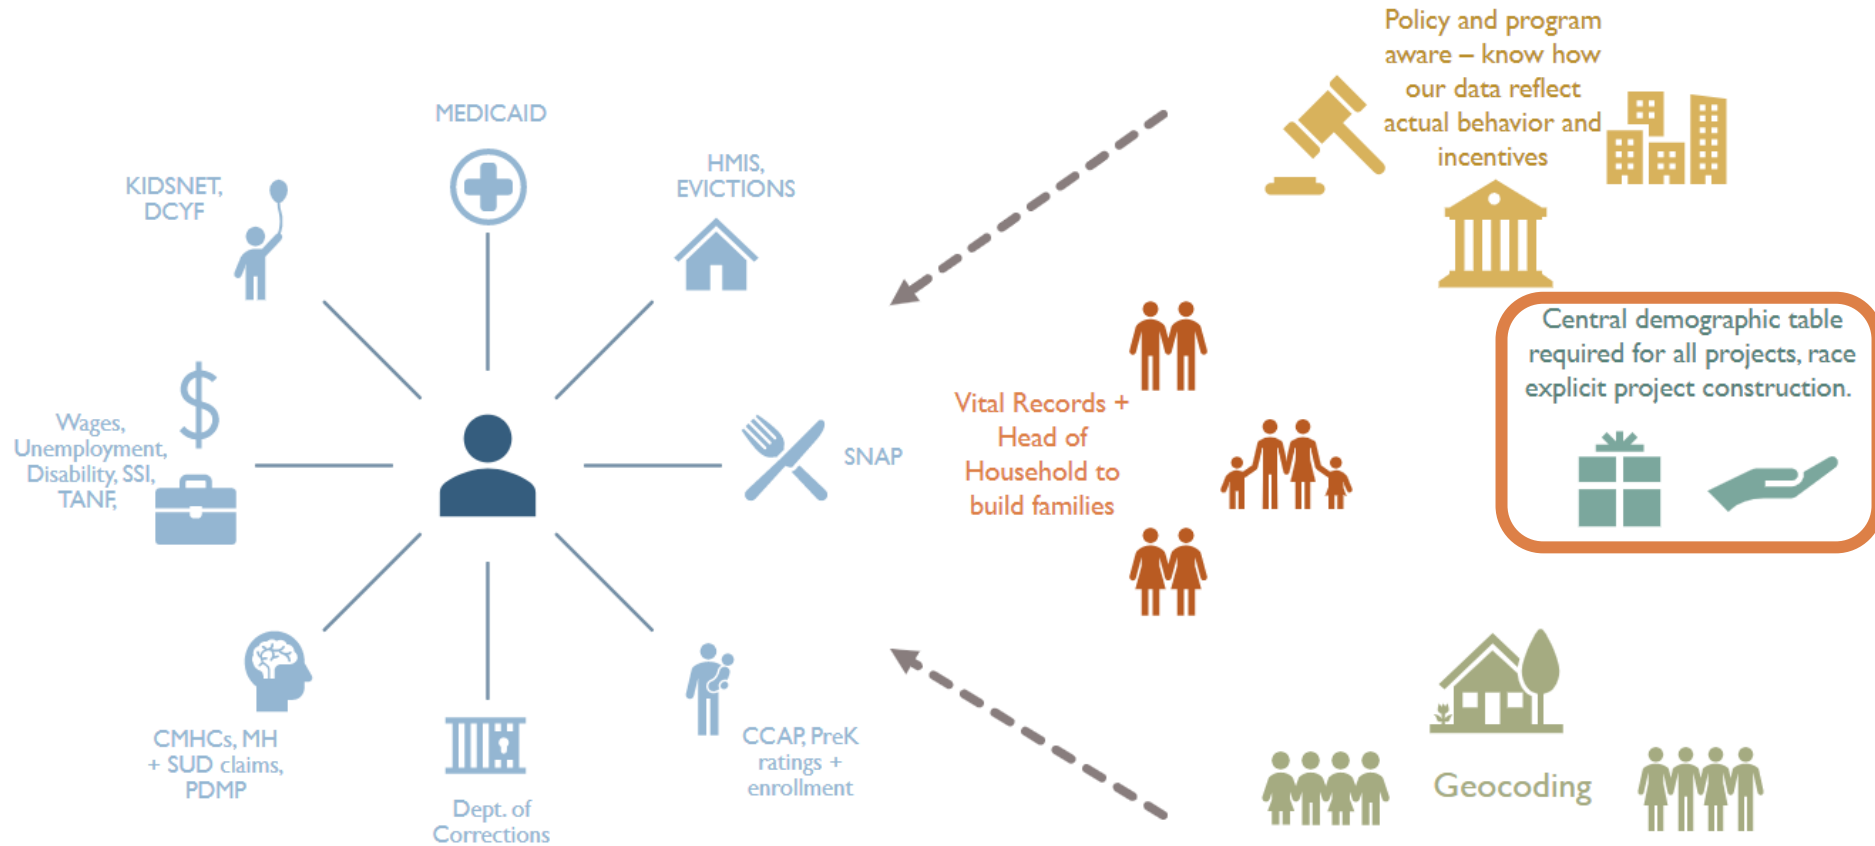 MEDICAID
HMIS,
EVICTIONS
KIDSNET,
DCYF
Wages,
Unemployment,
Disability, SSI,
TANF,
SNAP
CMHCs, MH
+ SUD claims,
PDMP
Dept. of
Corrections
CCAP, PreK
ratings +
enrollment
Policy and program
aware – know how
our data reflect
actual behavior and
incentives
Vital Records +
Head of
Household to
build families
Central demographic table
required for all projects, race
explicit project construction.
Geocoding